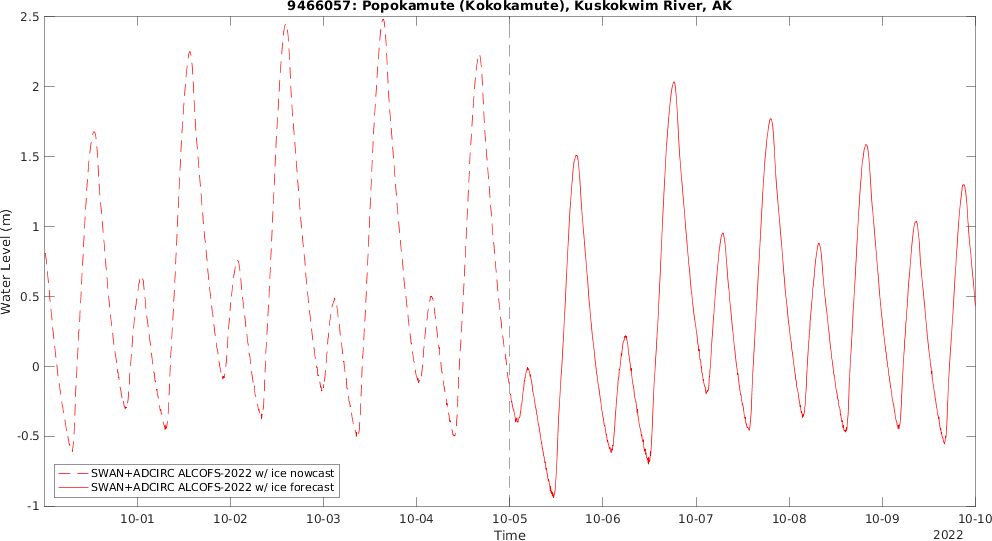 9466057: Popokamute (Kokokamute), Kuskokwim River, AK
2.5
2
1.5
1
0.5
0
-0.5
-1
Water Level (m)
SWAN+ADCIRC ALCOFS-2022 w/ ice nowcast
SWAN+ADCIRC ALCOFS-2022 w/ ice forecast
10-01 10-02 10-03 10-04 10-05 10-06 10-07 10-08 10-09 10-10
Time
2022